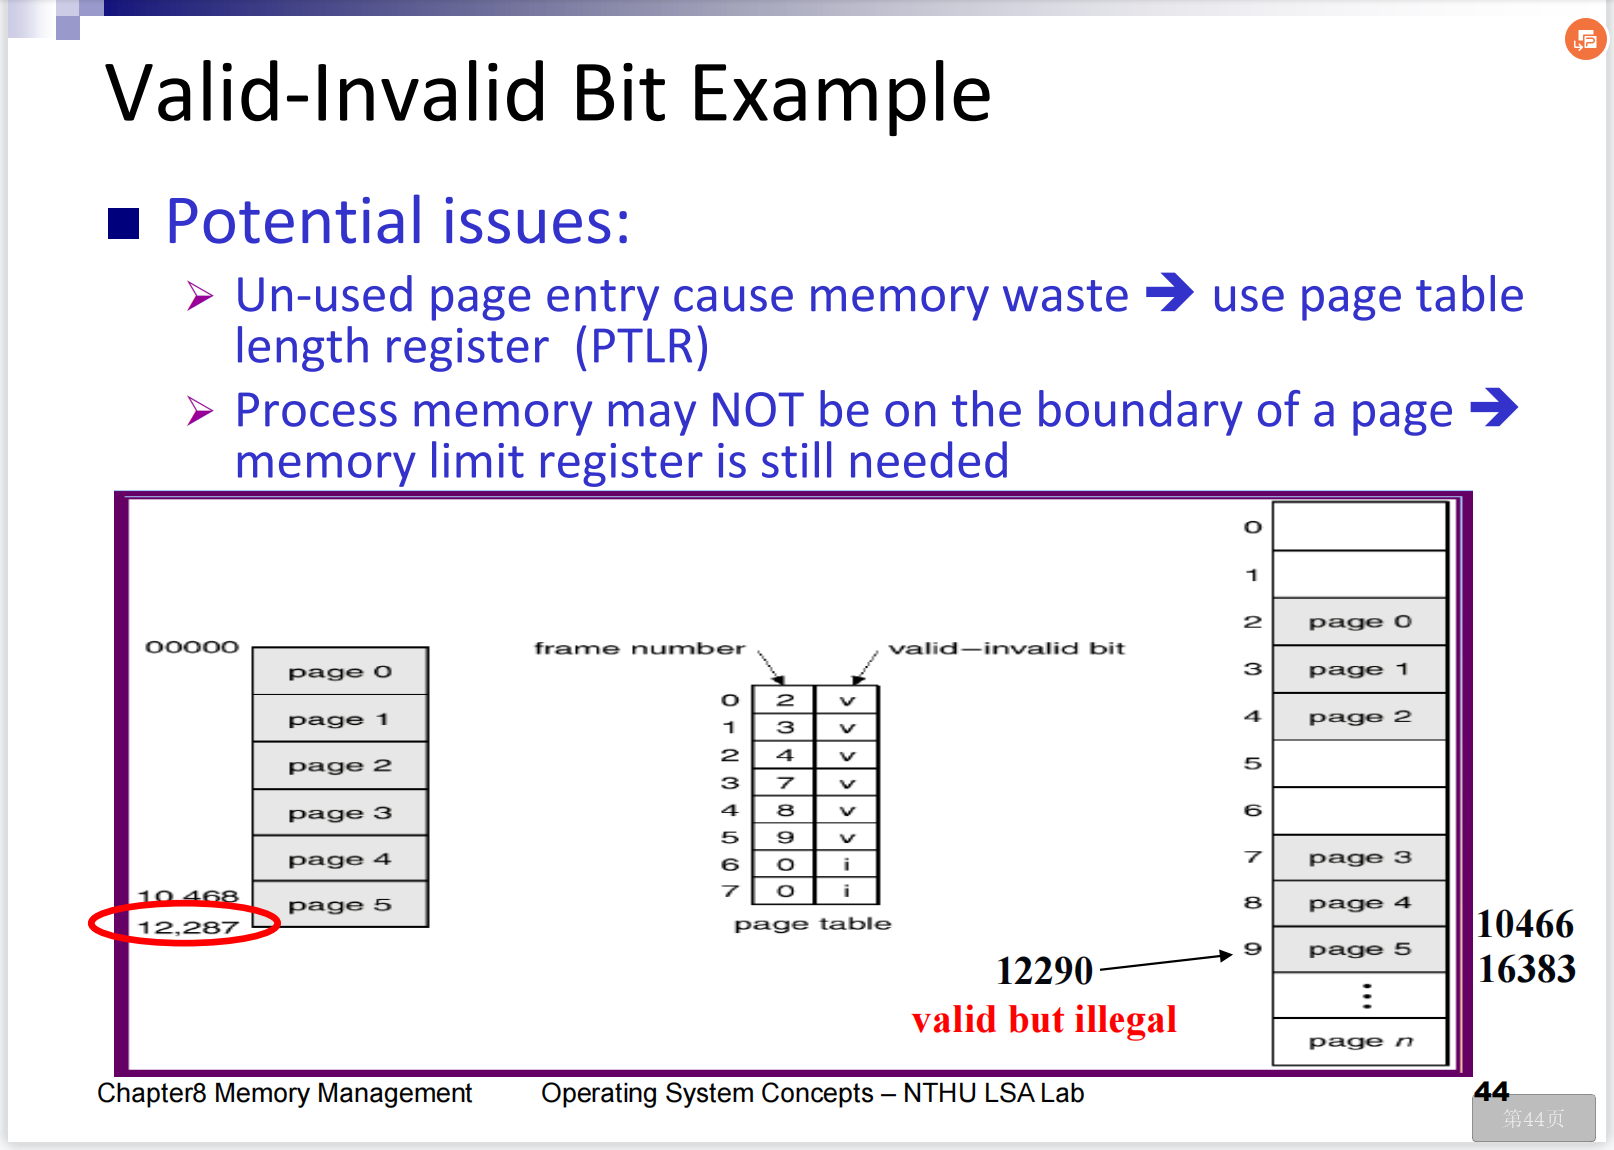 Valid-Invalid Bit Example
Potential issues:
Un-used page entry cause memory waste ➔ use page table
length register (PTLR)
Process memory may NOT be on the boundary of a page ➔
memory limit register is still needed
00000
page 0
page 1
page 2
page 3
page 4
page 5
10,468
12,287
frame number
valid–invalid bit
0 2 v
1 3 v
2 4 v
3 7 v
4 8 v
5 9 v
6 0 i
7 0 i
page table
12290
valid but illegal
0
1
2 page 0
3 page 1
4 page 2
5
6
7 page 3
8 page 4
9 page 5
⋮
page n
10466
16383
Chapter8 Memory Management
Operating System Concepts – NTHU LSA Lab
44
第44页